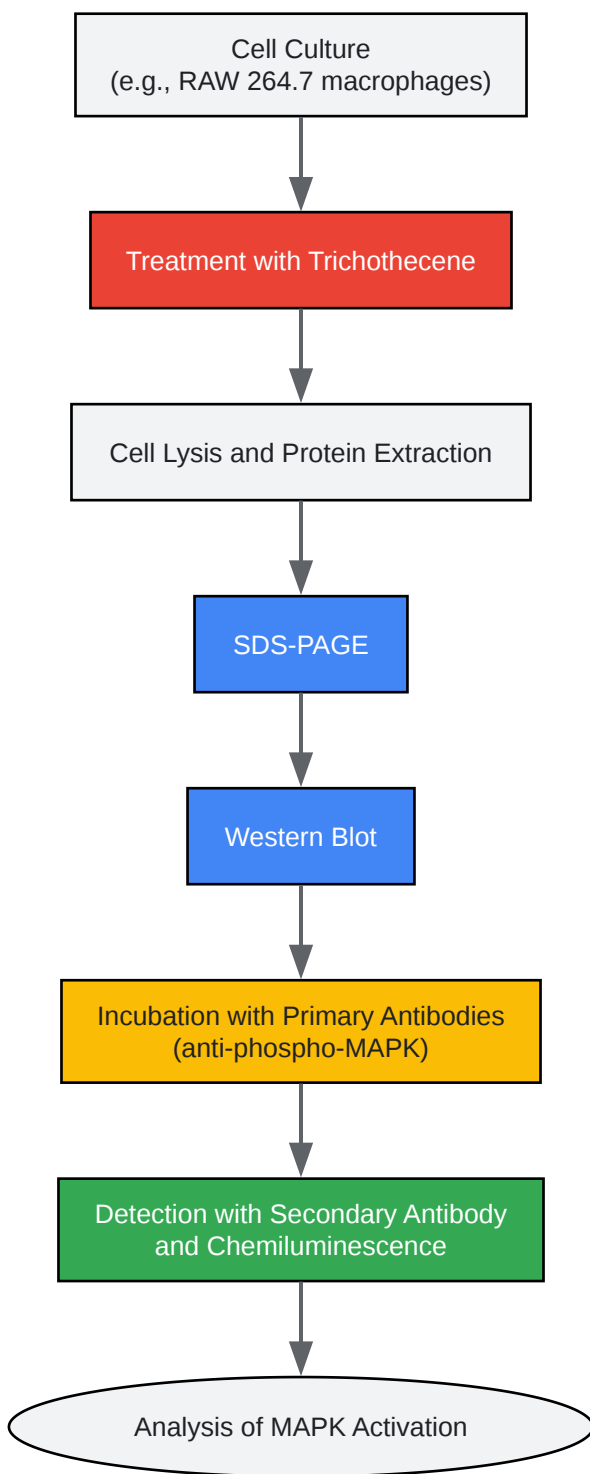 Cell Culture
(e.g., RAW 264.7 macrophages)
Treatment with Trichothecene
Cell Lysis and Protein Extraction
SDS-PAGE
Western Blot
Incubation with Primary Antibodies
(anti-phospho-MAPK)
Detection with Secondary Antibody
and Chemiluminescence
Analysis of MAPK Activation